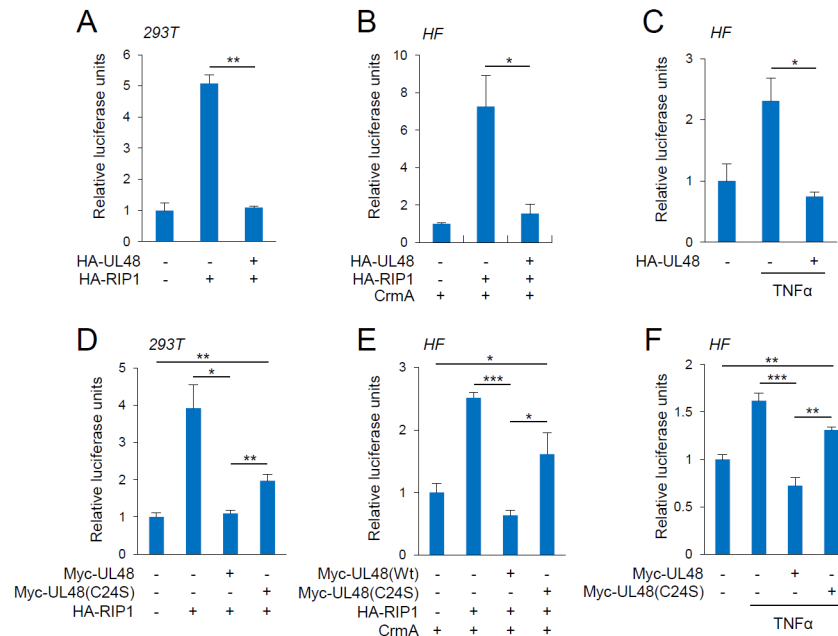 A
293T
Relative luciferase units
6
5
4
3
2
1
0
**
HA-UL48 - - +
HA-RIP1 - + +
B
HF
Relative luciferase units
10
8
6
4
2
0
*
HA-UL48 - - +
HA-RIP1 - + +
CrmA + + +
C
HF
Relative luciferase units
3
2
1
0
*
HA-UL48 - - +
TNFα
D
293T
Relative luciferase units
5
4
3
2
1
0
**
*
**
Myc-UL48 - - + -
Myc-UL48(C24S) - - - +
HA-RIP1 - + + +
E
HF
Relative luciferase units
3
2
1
0
*
***
*
Myc-UL48(Wt) - - + -
Myc-UL48(C24S) - - - +
HA-RIP1 - + + +
CrmA + + + +
F
HF
Relative luciferase units
2
1.5
1
0.5
0
**
***
**
Myc-UL48 - - + -
Myc-UL48(C24S) - - - +
TNFα